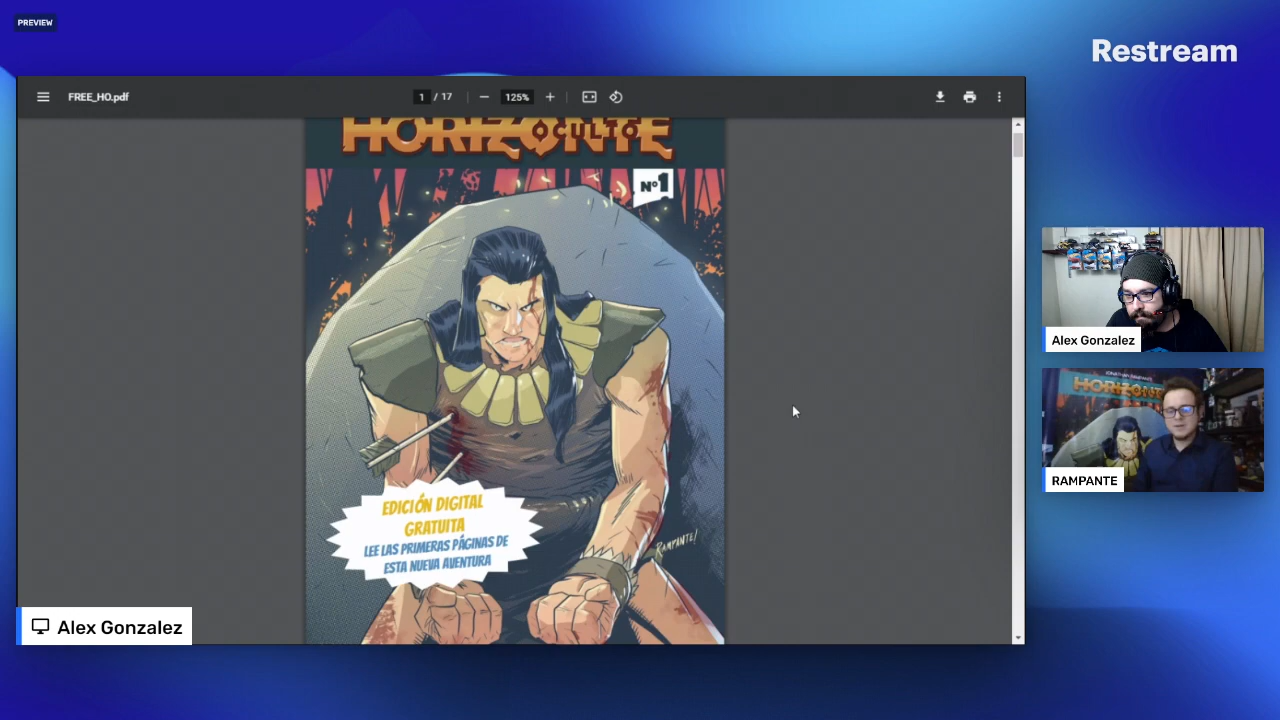 PREVIEW
Restream
FREE_HO.pdf
1 / 17
125%
HORIZONTE
OCULTO
Nº1
EDICIÓN DIGITAL
GRATUITA
LEE LAS PRIMERAS PÁGINAS DE
ESTA NUEVA AVENTURA
RAMPANTE!
Alex Gonzalez
HORIZONTE
RAMPANTE
Alex Gonzalez